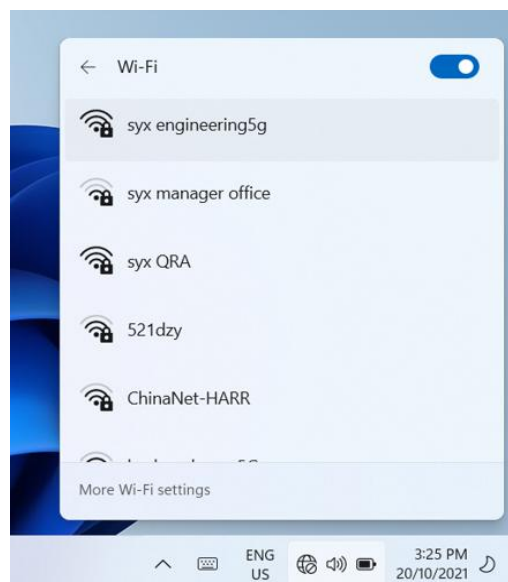 Wi-Fi
syx engineering5g
syx manager office
syx QRA
521dzy
ChinaNet-HARR
More Wi-Fi settings
ENG
US
3:25 PM
20/10/2021